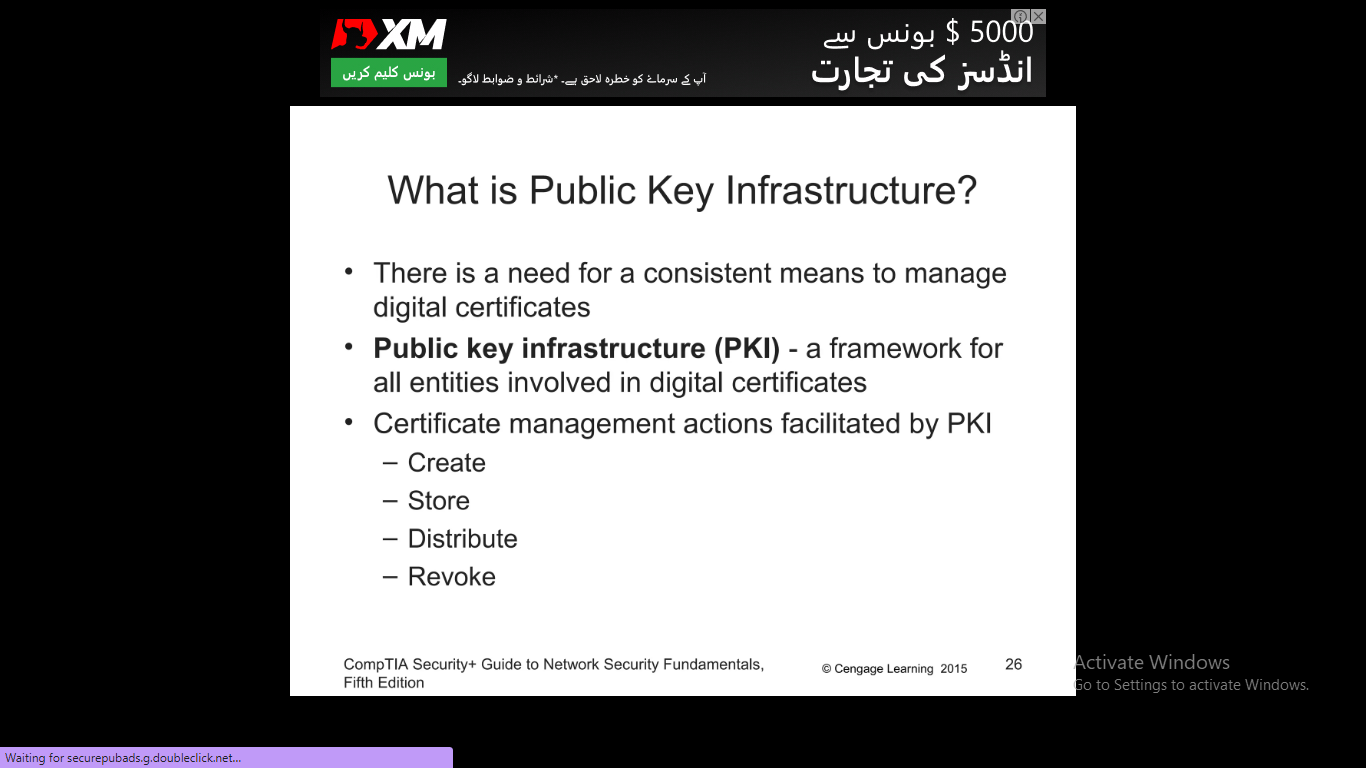 XM
5000 $ بونس سے
انڈسز کی تجارت
بونس کلیم کریں
آپ کے سرمائے کو خطرہ لاحق ہے۔ *شرائط و ضوابط لاگو۔
What is Public Key Infrastructure?
• There is a need for a consistent means to manage
digital certificates
• Public key infrastructure (PKI) - a framework for
all entities involved in digital certificates
• Certificate management actions facilitated by PKI
– Create
– Store
– Distribute
– Revoke
CompTIA Security+ Guide to Network Security Fundamentals,
Fifth Edition
© Cengage Learning 2015
26
Activate Windows
Go to Settings to activate Windows.
Waiting for securepubads.g.doubleclick.net...